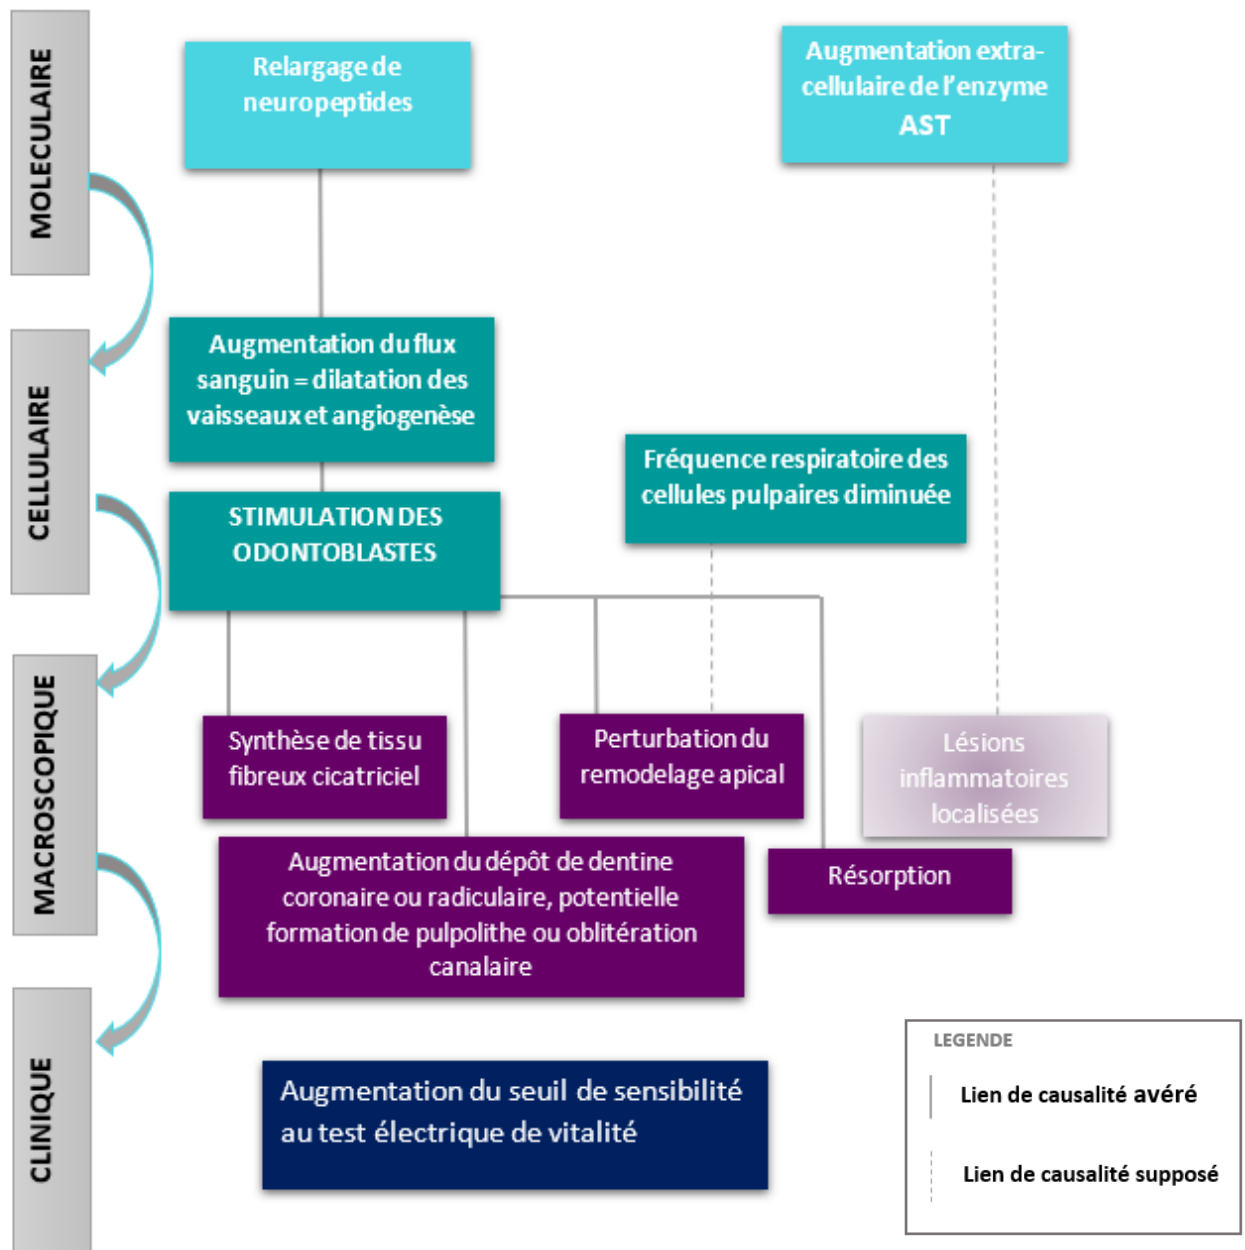 MOLECULAIRE
Relargage de
neuropeptides
Augmentation extra-
cellulaire de l'enzyme
AST
CELLULAIRE
Augmentation du flux
sanguin = dilatation des
vaisseaux et angiogenèse
Fréquence respiratoire des
cellules pulpaires diminuée
STIMULATION DES
ODONTOBLASTES
MACROSCOPIQUE
Synthèse de tissu
fibreux cicatriciel
Perturbation du
remodelage apical
Lésions
inflammatoires
localisées
Augmentation du dépôt de dentine
coronaire ou radiculaire, potentielle
formation de pulpolithe ou oblitération
canalaire
Résorption
CLINIQUE
Augmentation du seuil de sensibilité
au test électrique de vitalité
LEGENDE
Lien de causalité avéré
Lien de causalité supposé